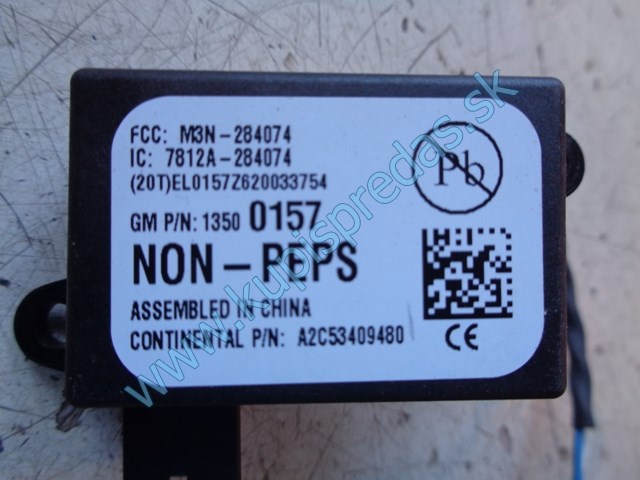 FCC: M3N-284074
IC: 7812A-284074
(20T)EL0157Z620033754
GM P/N: 1350 0157
NON-PEPS
ASSEMBLED IN CHINA
CONTINENTAL P/N: A2C53409480
Pb
CE
www.kupispredas.sk